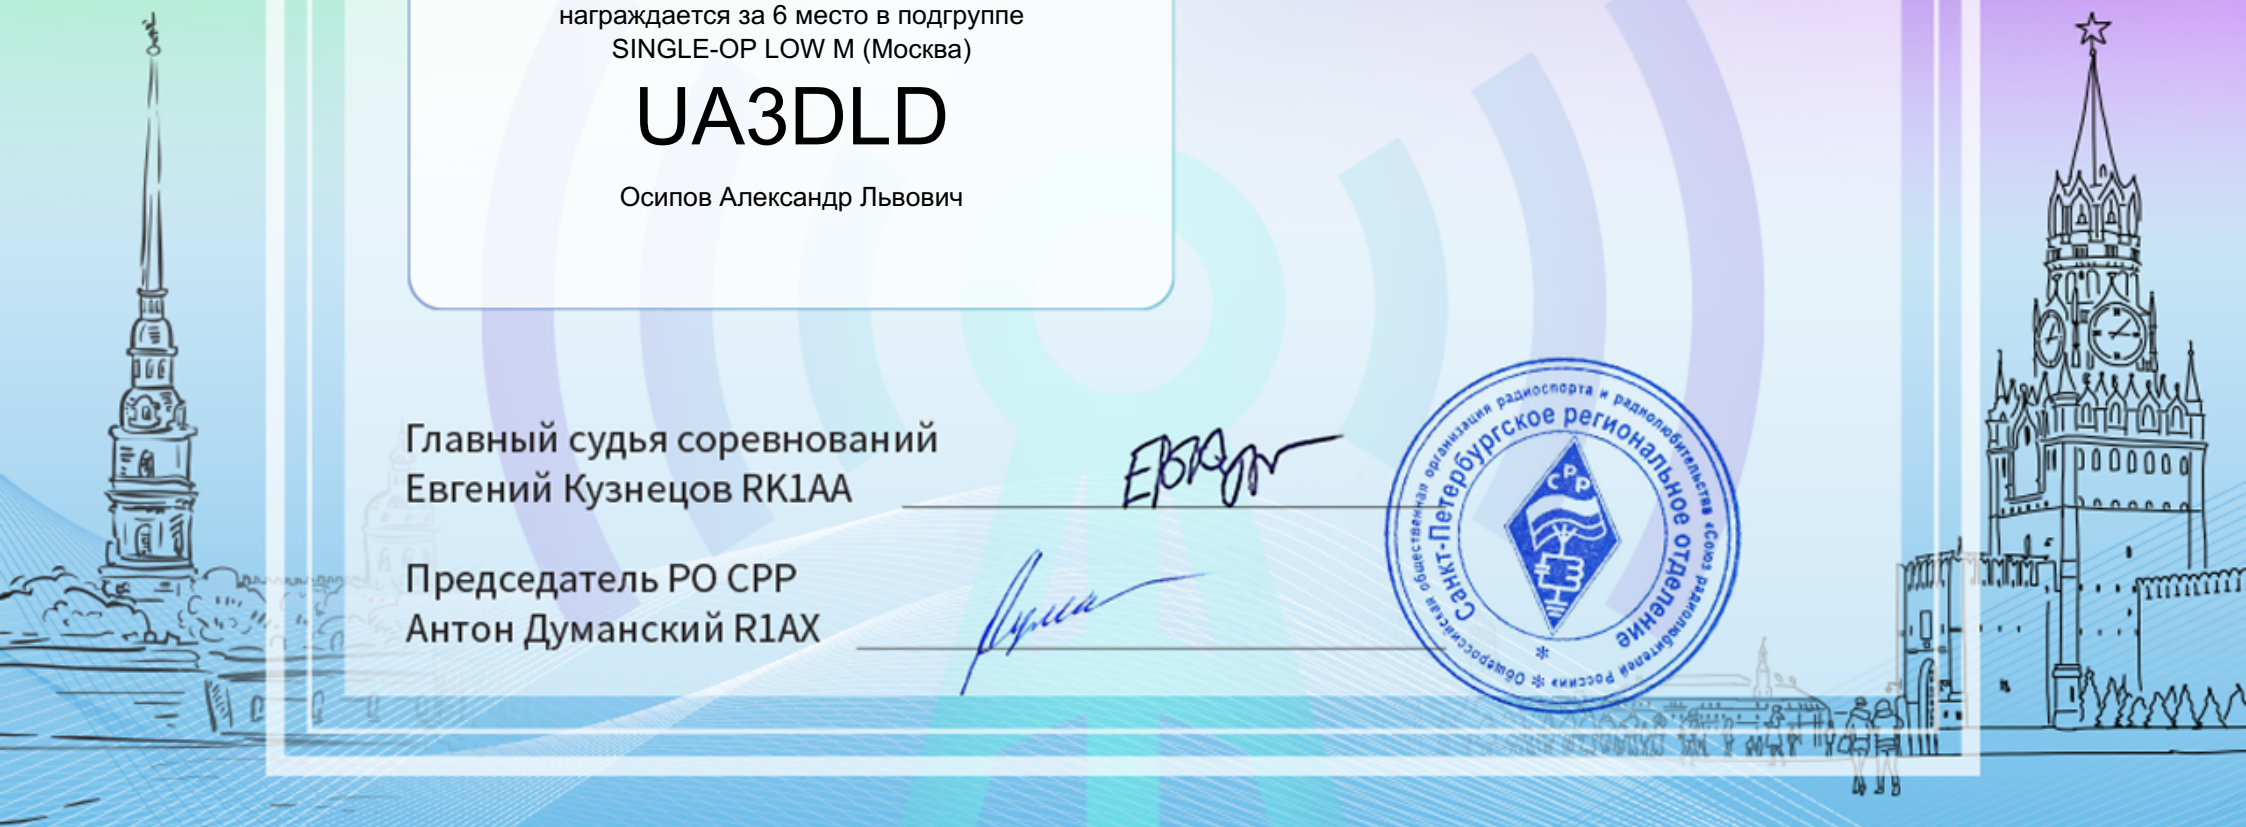 награждается за 6 место в подгруппе
SINGLE-OP LOW M (Москва)
UA3DLD
Осипов Александр Львович
Главный судья соревнований
Евгений Кузнецов RK1AA
Председатель РО СРР
Антон Думанский R1AX
Общероссийская общественная организация радиоспорта и радиолюбительства «Союз радиолюбителей России»
Санкт-Петербургское региональное отделение
СРР